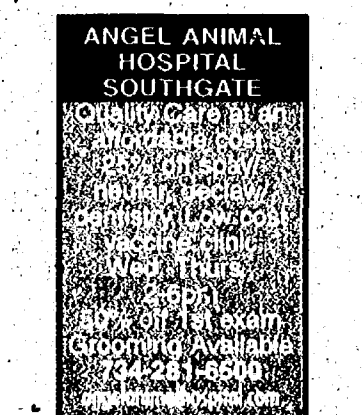 ANGEL ANIMAL
HOSPITAL
SOUTHGATE
Quality Care at an
affordable cost
25% off spay/
neuter, declaw/
dentistry Low cost
vaccine clinic
Wed. Thurs.
2-6pm
50% off 1st exam
Grooming Available
734-281-6500